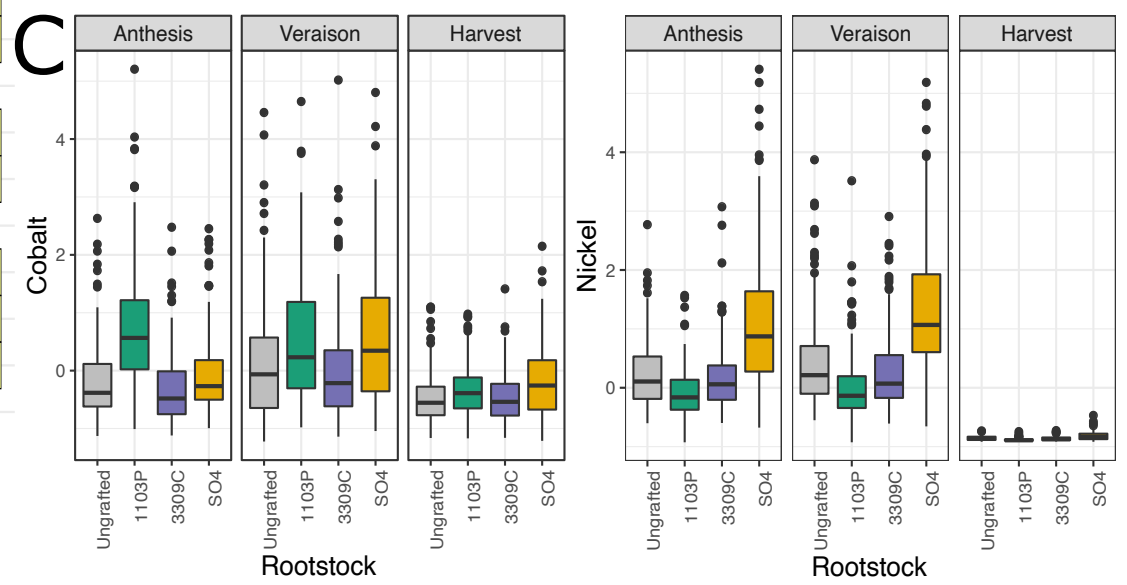 C
Anthesis Veraison Harvest
Cobalt
4
2
0
Ungrafted 1103P 3309C SO4 Ungrafted 1103P 3309C SO4 Ungrafted 1103P 3309C SO4
Rootstock
Anthesis Veraison Harvest
Nickel
4
2
0
Ungrafted 1103P 3309C SO4 Ungrafted 1103P 3309C SO4 Ungrafted 1103P 3309C SO4
Rootstock